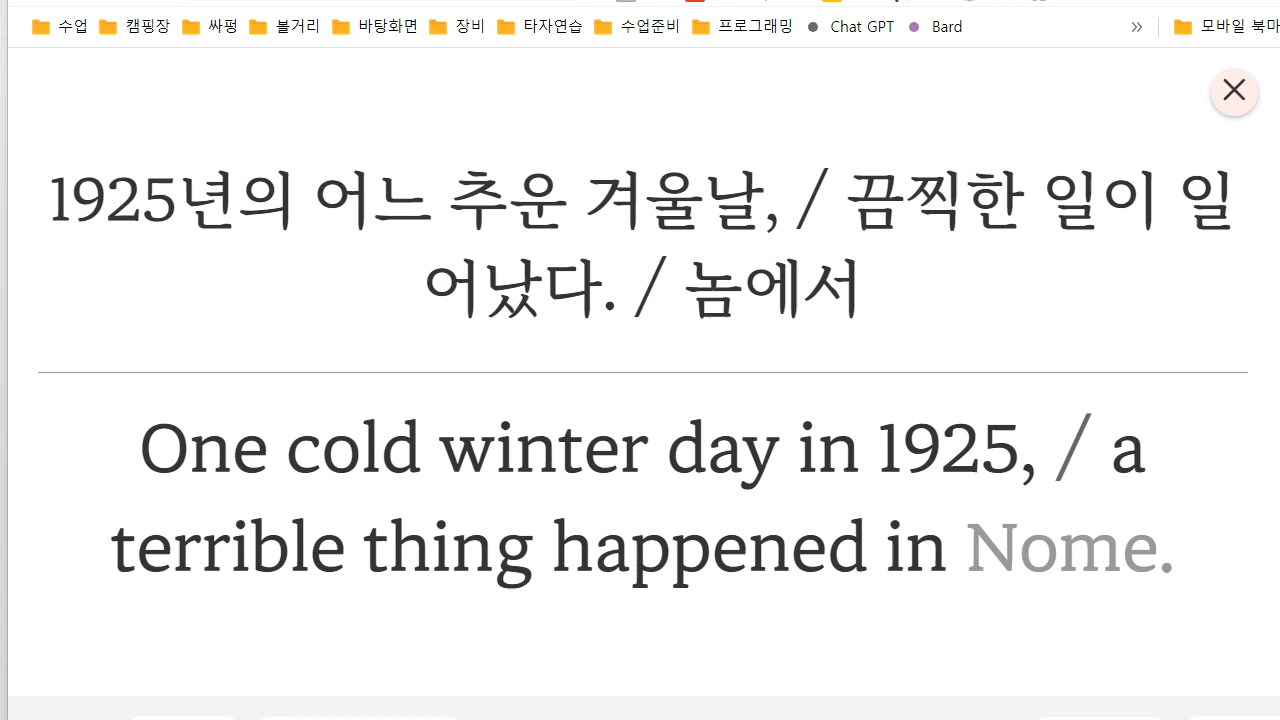 수업 캠핑장 싸펑 볼거리 바탕화면 장비 타자연습 수업준비 프로그래밍 Chat GPT Bard » 모바일 북마
1925년의 어느 추운 겨울날, / 끔찍한 일이 일
어났다. / 놈에서
One cold winter day in 1925, / a
terrible thing happened in Nome.